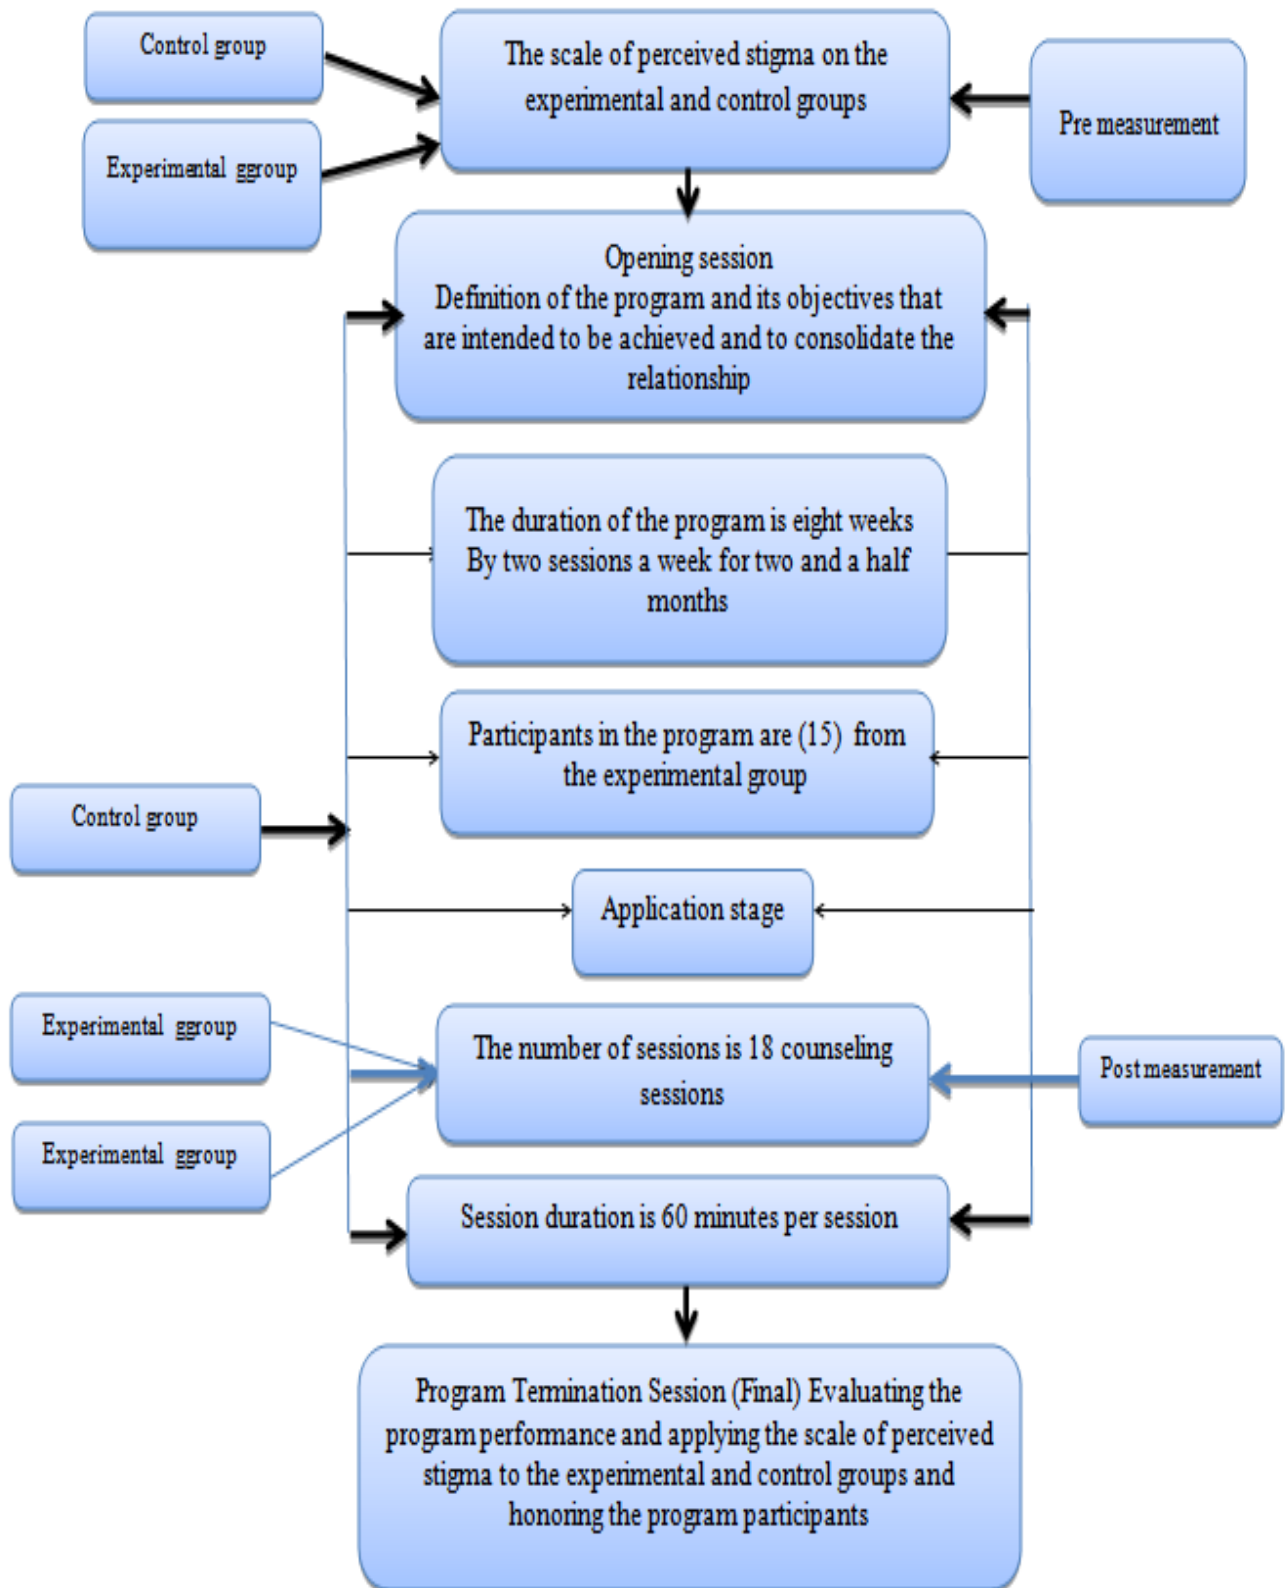 Control group
The scale of perceived stigma on the
experimental and control groups
Pre measurement
Experimental ggroup
Opening session
Definition of the program and its objectives that
are intended to be achieved and to consolidate the
relationship
The duration of the program is eight weeks
By two sessions a week for two and a half
months
Participants in the program are (15) from
the experimental group
Control group
Application stage
Experimental ggroup
The number of sessions is 18 counseling
sessions
Post measurement
Experimental ggroup
Session duration is 60 minutes per session
Program Termination Session (Final) Evaluating the
program performance and applying the scale of perceived
stigma to the experimental and control groups and
honoring the program participants